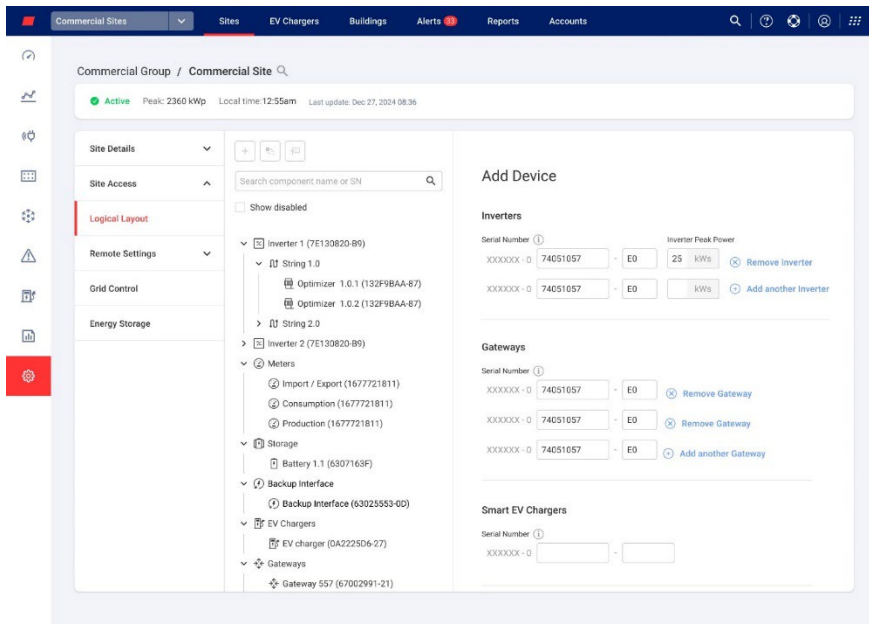 Commercial Sites
Sites EV Chargers Buildings Alerts 33 Reports Accounts
Commercial Group / Commercial Site
Active Peak: 2360 kWp Local time:12:55am Last update: Dec 27, 2024 08:36
Site Details
Site Access
Logical Layout
Remote Settings
Grid Control
Energy Storage
Search component name or SN
Show disabled
Inverter 1 (7E130820-B9)
String 1.0
Optimizer 1.0.1 (132F9BAA-87)
Optimizer 1.0.2 (132F9BAA-87)
String 2.0
Inverter 2 (7E130820-B9)
Meters
Import / Export (1677721811)
Consumption (1677721811)
Production (1677721811)
Storage
Battery 1.1 (6307163F)
Backup Interface
Backup Interface (63025553-0D)
EV Chargers
EV charger (0A2225D6-27)
Gateways
Gateway 557 (67002991-21)
Add Device
Inverters
Serial Number Inverter Peak Power
XXXXXX - 0 74051057 - E0 25 kWs Remove Inverter
XXXXXX - 0 74051057 - E0 kWs Add another Inverter
Gateways
Serial Number
XXXXXX - 0 74051057 - E0 Remove Gateway
XXXXXX - 0 74051057 - E0 Remove Gateway
XXXXXX - 0 74051057 - E0 Add another Gateway
Smart EV Chargers
Serial Number
XXXXXX - 0 -